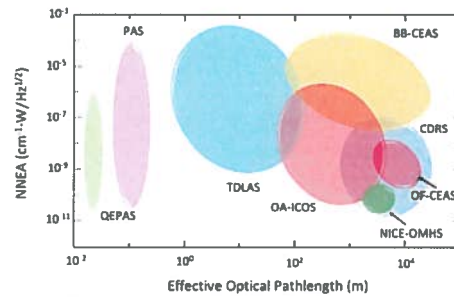 10⁻³
10⁻⁵
10⁻⁷
10⁻⁹
10⁻¹¹
NNEA (cm⁻¹·W/Hz¹/²)
PAS
QEPAS
TDLAS
OA-ICOS
BB-CEAS
CDRS
OF-CEAS
NICE-OMHS
10⁻² 10⁰ 10² 10⁴
Effective Optical Pathlength (m)